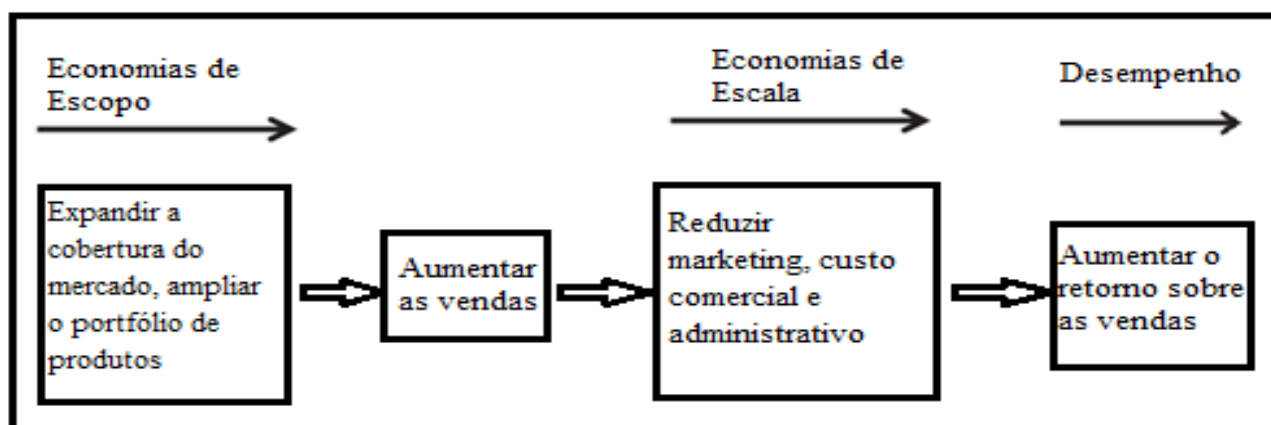 Economias de
Escopo
Economias de
Escala
Desempenho
Expandir a
cobertura do
mercado, ampliar
o portfólio de
produtos
Aumentar
as vendas
Reduzir
marketing, custo
comercial e
administrativo
Aumentar o
retorno sobre
as vendas